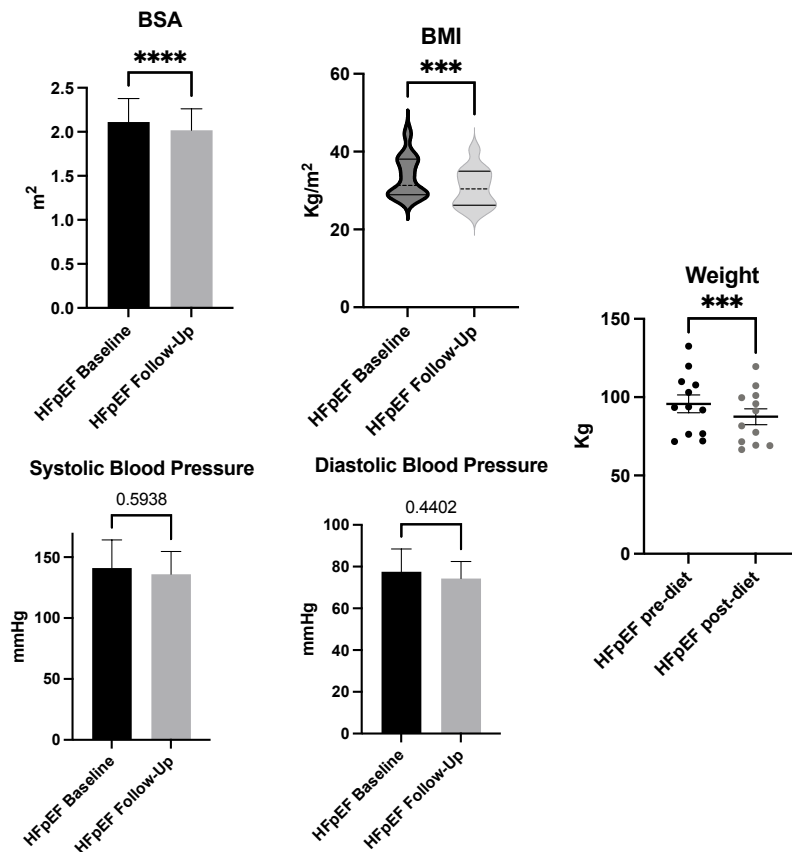 BSA
****
2.5
2.0
1.5
1.0
0.5
0.0
m²
HFpEF Baseline
HFpEF Follow-Up
BMI
***
60
40
20
0
Kg/m²
HFpEF Baseline
HFpEF Follow-Up
Weight
***
150
100
50
0
Kg
HFpEF pre-diet
HFpEF post-diet
Systolic Blood Pressure
0.5938
150
100
50
0
mmHg
HFpEF Baseline
HFpEF Follow-Up
Diastolic Blood Pressure
0.4402
100
80
60
40
20
0
mmHg
HFpEF Baseline
HFpEF Follow-Up